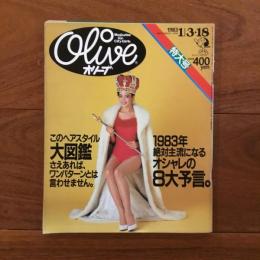 Magazine for City Girls
Olive
オリーブ
1983
1/3・18
特大号
¥400
このヘアスタイル
大図鑑
さえあれば、
ワンパターンとは
言わせません。
1983年
絶対主流になる
オシャレの
8大予言。